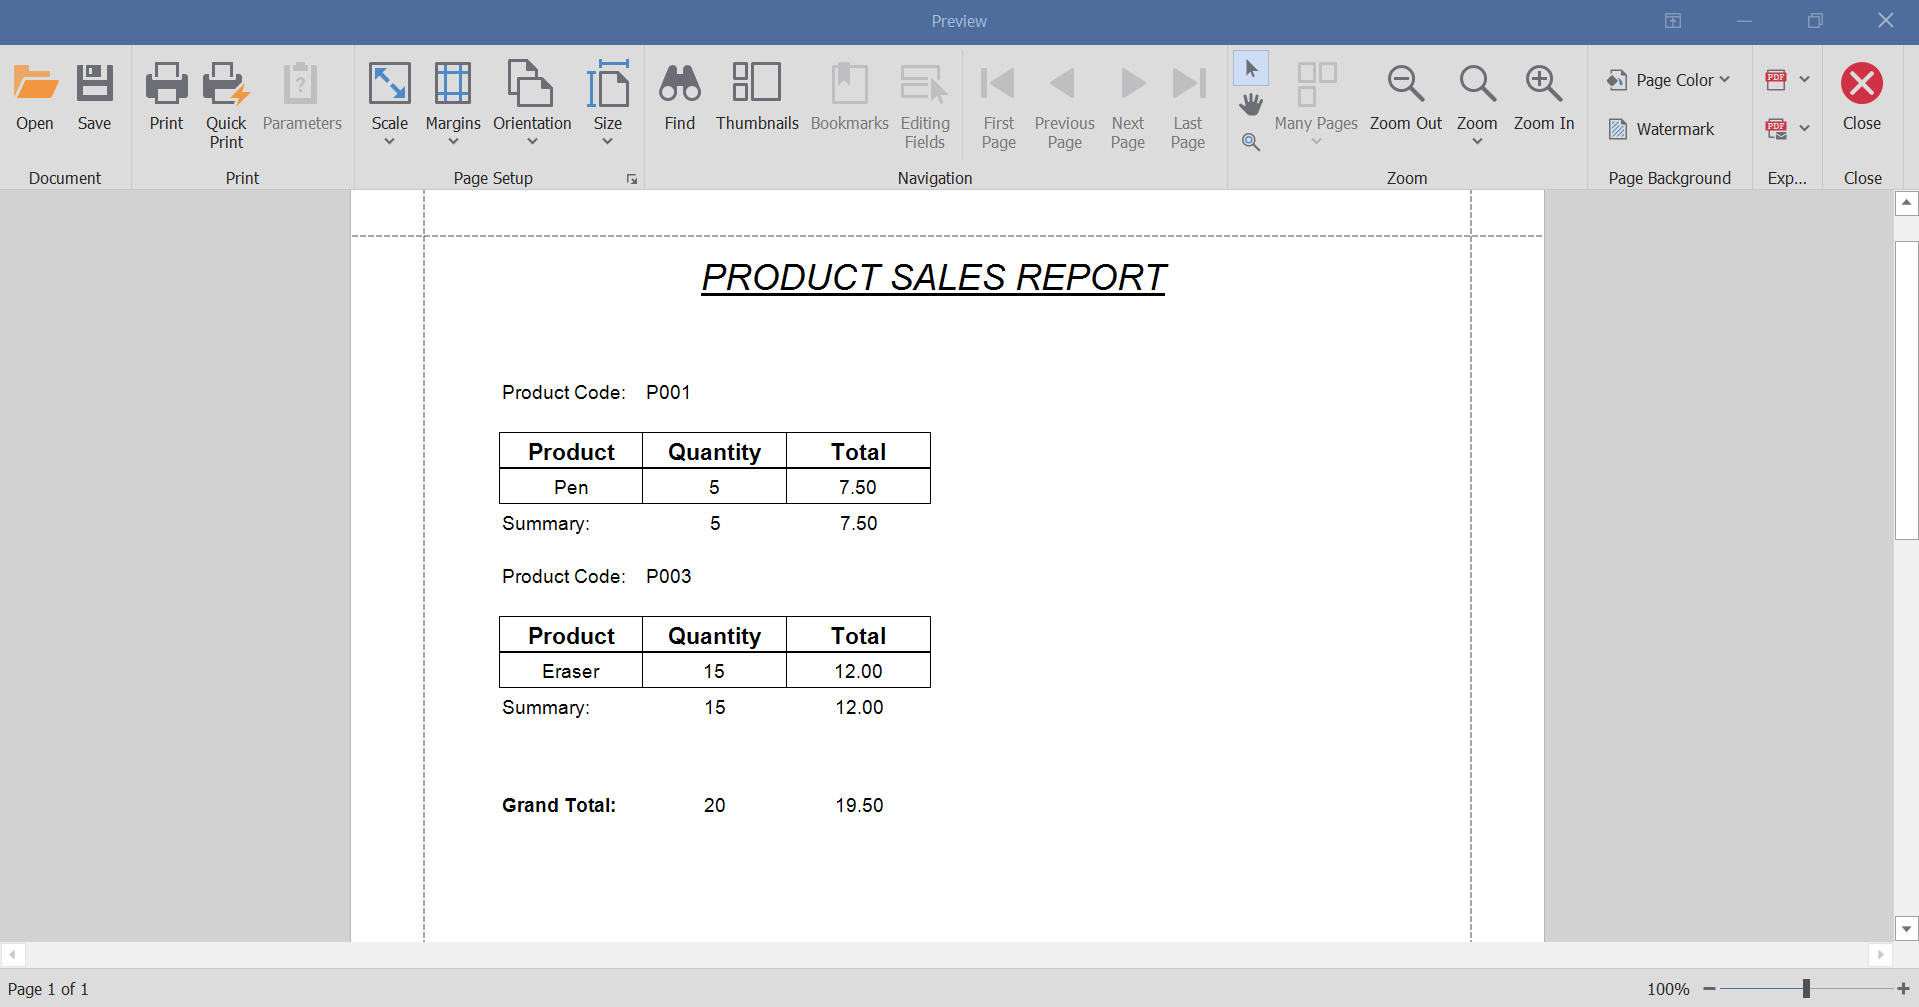 Preview
Open
Save
Print
Quick
Print
Parameters
Scale
Margins
Orientation
Size
Find
Thumbnails
Bookmarks
Editing
Fields
First
Page
Previous
Page
Next
Page
Last
Page
Many Pages
Zoom Out
Zoom
Zoom In
Page Color
Watermark
PDF
PDF
Close
Document
Print
Page Setup
Navigation
Zoom
Page Background
Exp...
Close
PRODUCT SALES REPORT
Product Code: P001
Product Quantity Total
Pen 5 7.50
Summary: 5 7.50
Product Code: P003
Product Quantity Total
Eraser 15 12.00
Summary: 15 12.00
Grand Total: 20 19.50
Page 1 of 1
100%